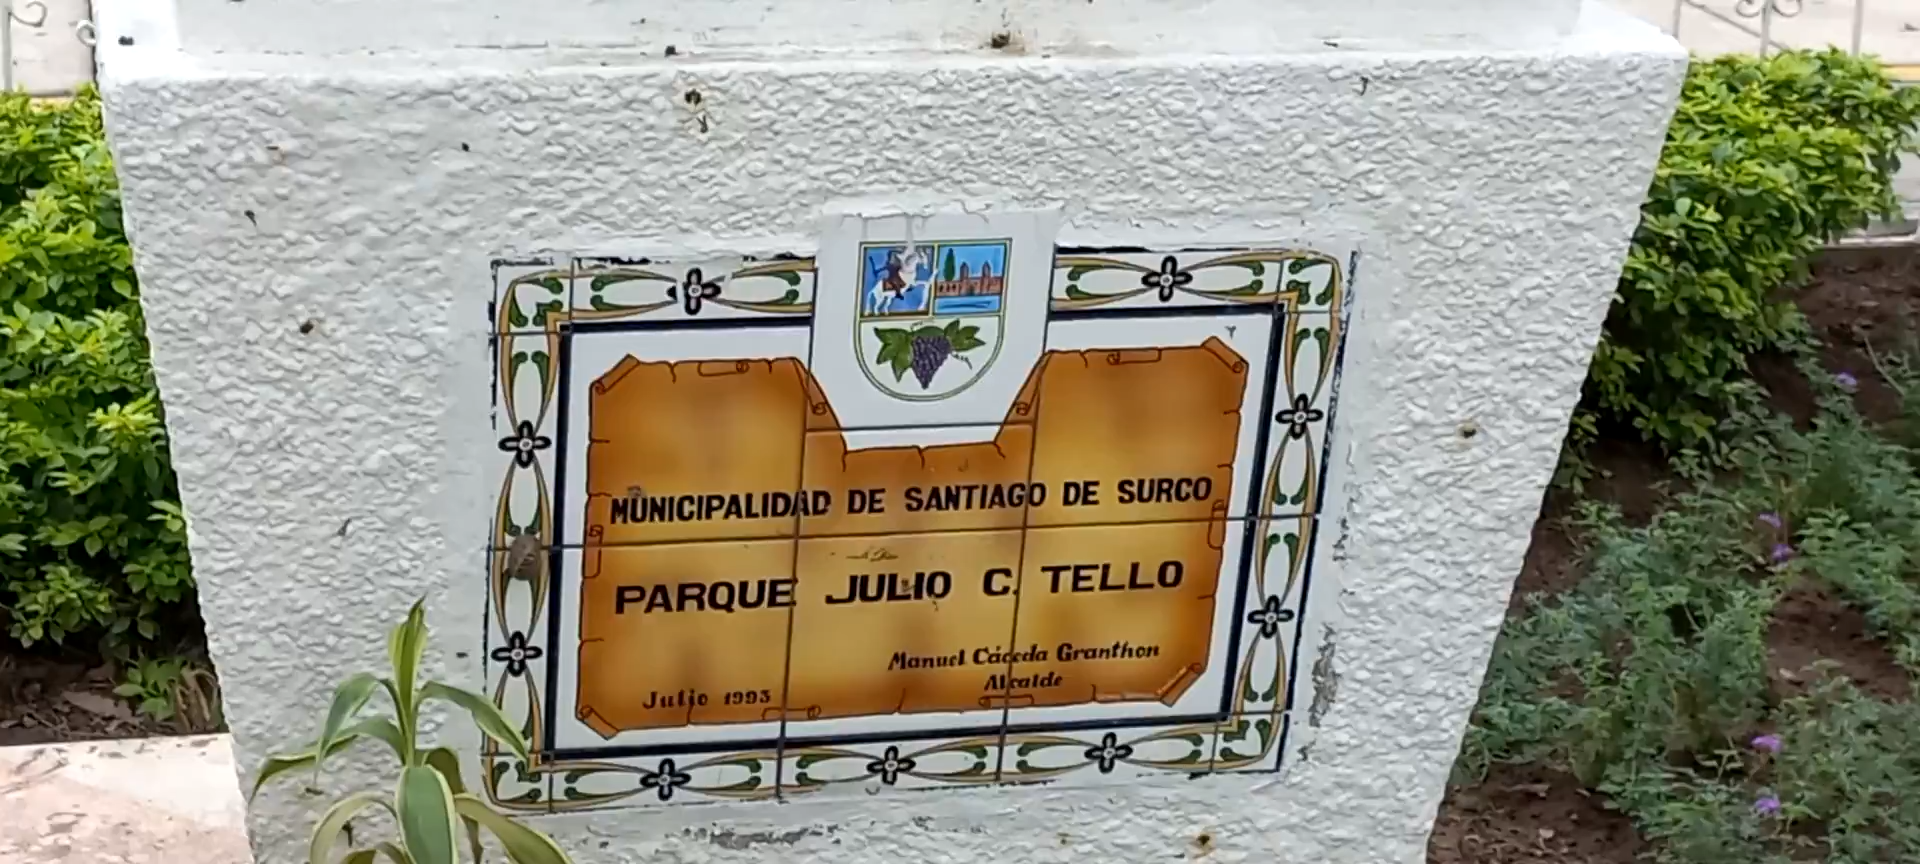 MUNICIPALIDAD DE SANTIAGO DE SURCO
PARQUE JULIO C. TELLO
Manuel Cáceda Granthon
Alcalde
Julio 1993